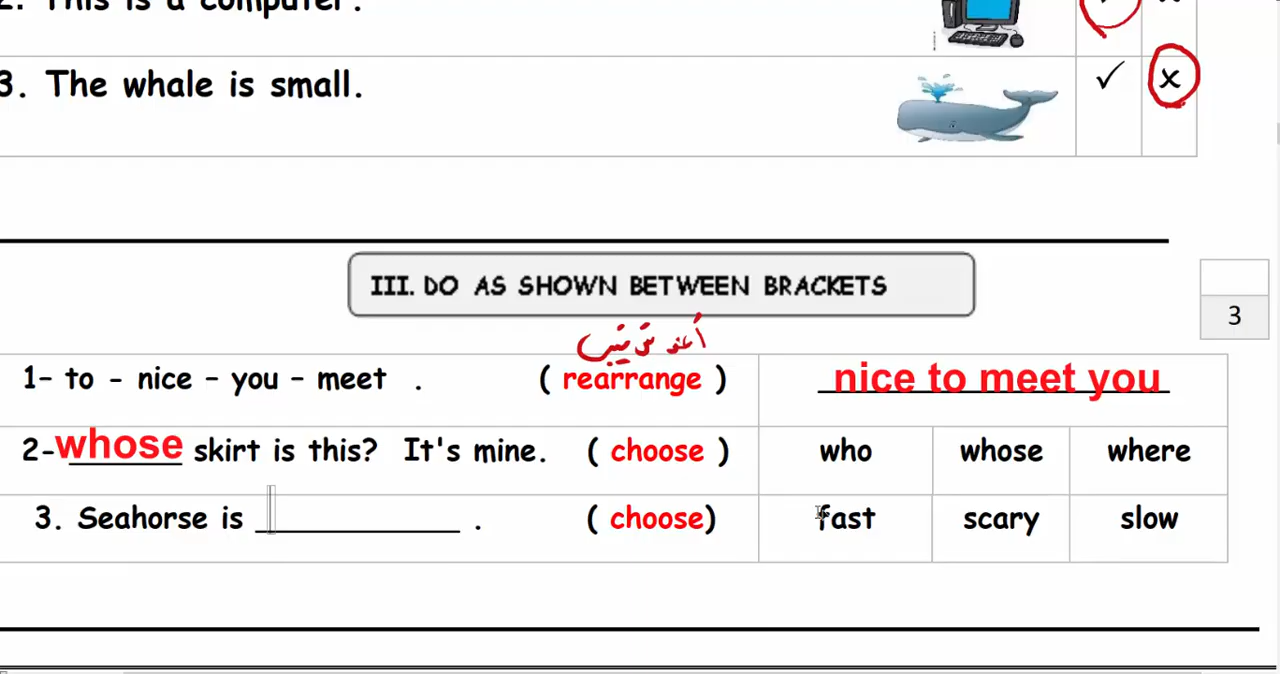 2. This is a computer.
3. The whale is small. ✓ x
III. DO AS SHOWN BETWEEN BRACKETS
3
أعد ترتيب
1- to - nice - you - meet . ( rearrange ) nice to meet you
2- whose skirt is this? It's mine. ( choose ) who whose where
3. Seahorse is ____________ . ( choose) fast scary slow